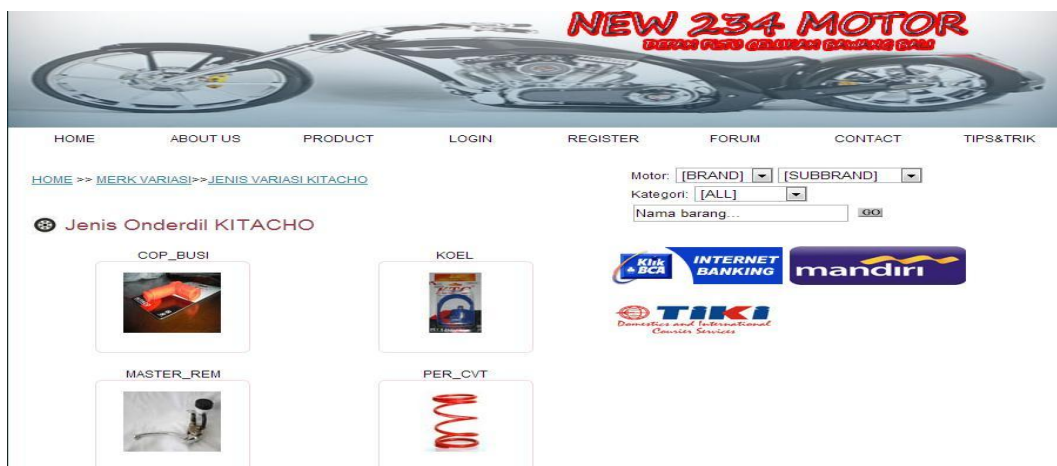 NEW 234 MOTOR
HOME ABOUT US PRODUCT LOGIN REGISTER FORUM CONTACT TIPS&TRIK
HOME >> MERK VARIASI>>JENIS VARIASI KITACHO
Motor: [BRAND] [SUBBRAND]
Kategori: [ALL]
Nama barang... GO
Jenis Onderdil KITACHO
COP_BUSI KOEL
KTC
Klik BCA INTERNET BANKING mandiri
TIKI
Domestics and International
Courier Services
MASTER_REM PER_CVT